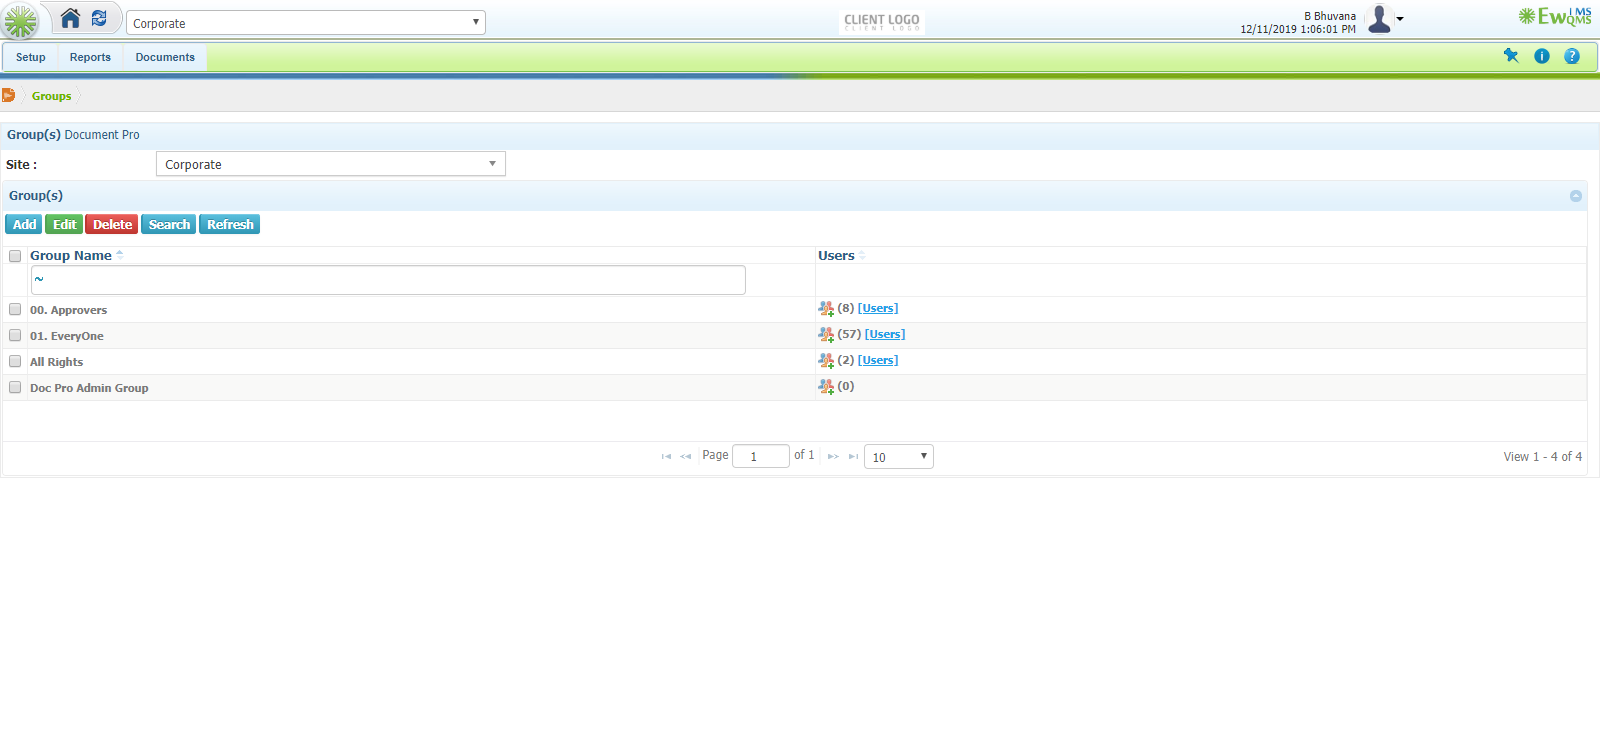 Corporate
CLIENT LOGO
CLIENT LOGO
B Bhuvana
12/11/2019 1:06:01 PM
Ew IMS
QMS
Setup Reports Documents
Groups
Group(s) Document Pro
Site : Corporate
Group(s)
Add Edit Delete Search Refresh
Group Name Users
~
00. Approvers (8) [Users]
01. EveryOne (57) [Users]
All Rights (2) [Users]
Doc Pro Admin Group (0)
Page 1 of 1 10 View 1 - 4 of 4